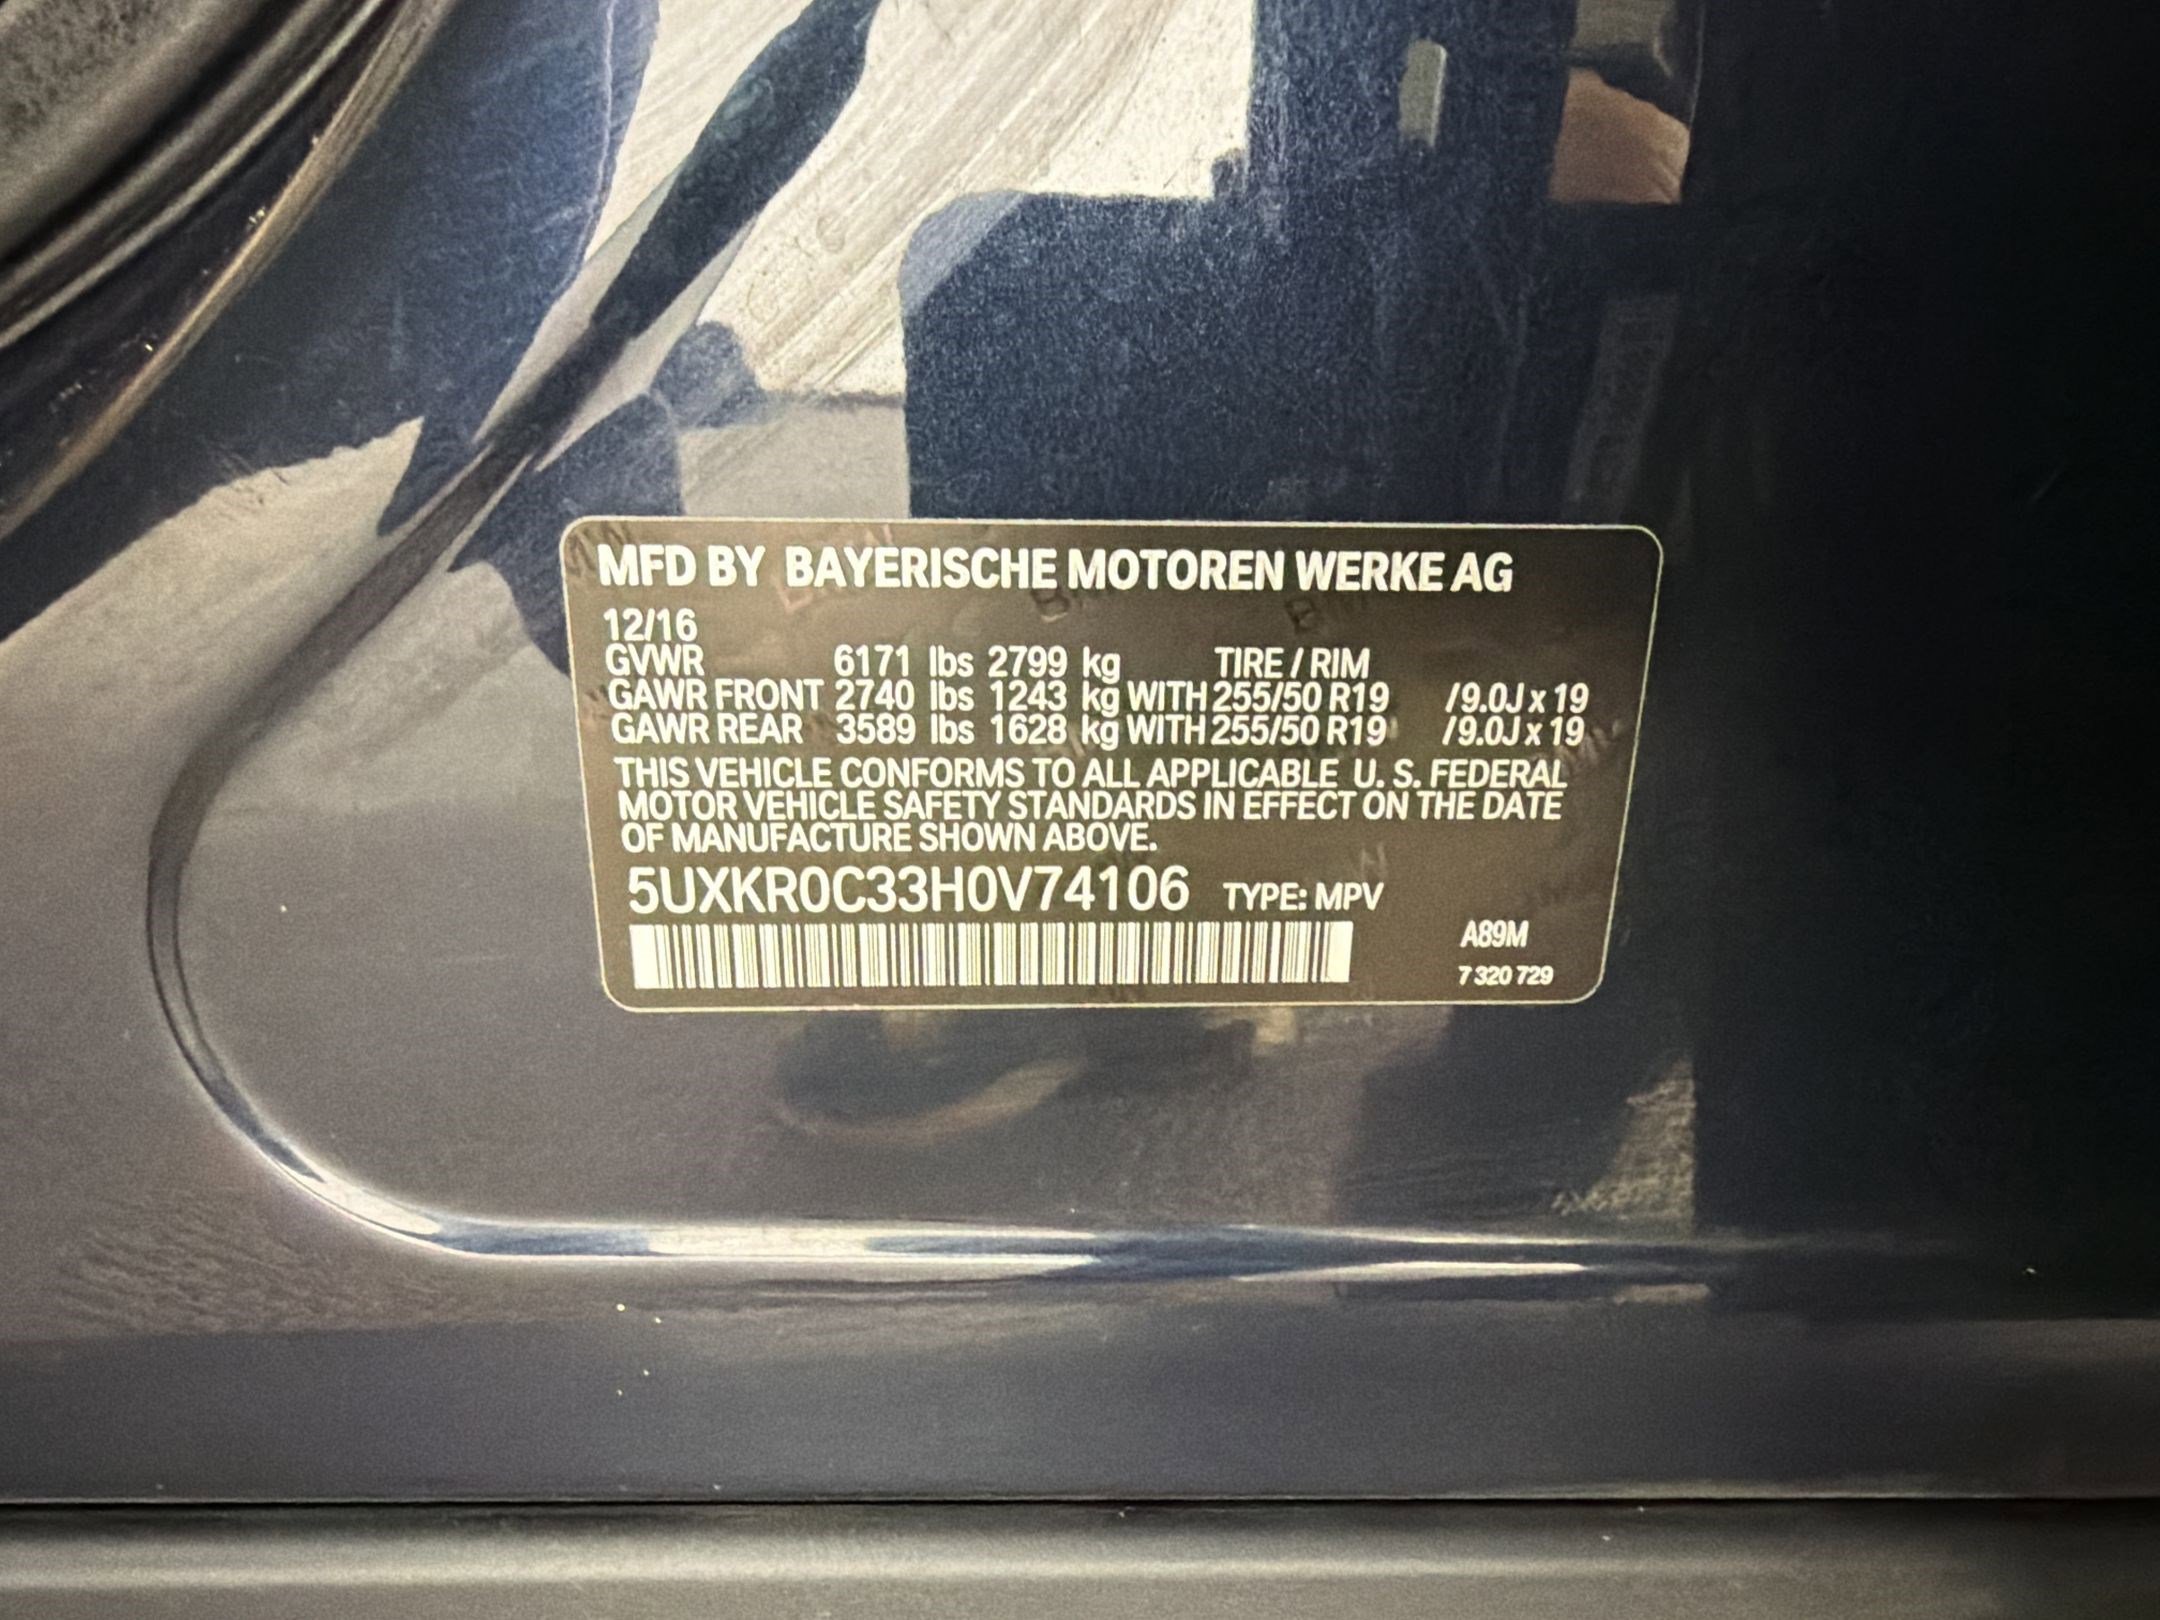 MFD BY BAYERISCHE MOTOREN WERKE AG
12/16
GVWR 6171 lbs 2799 kg TIRE / RIM
GAWR FRONT 2740 lbs 1243 kg WITH 255/50 R19 /9.0J x 19
GAWR REAR 3589 lbs 1628 kg WITH 255/50 R19 /9.0J x 19
THIS VEHICLE CONFORMS TO ALL APPLICABLE U. S. FEDERAL
MOTOR VEHICLE SAFETY STANDARDS IN EFFECT ON THE DATE
OF MANUFACTURE SHOWN ABOVE.
5UXKR0C33H0V74106 TYPE: MPV
A89M
7 320 729